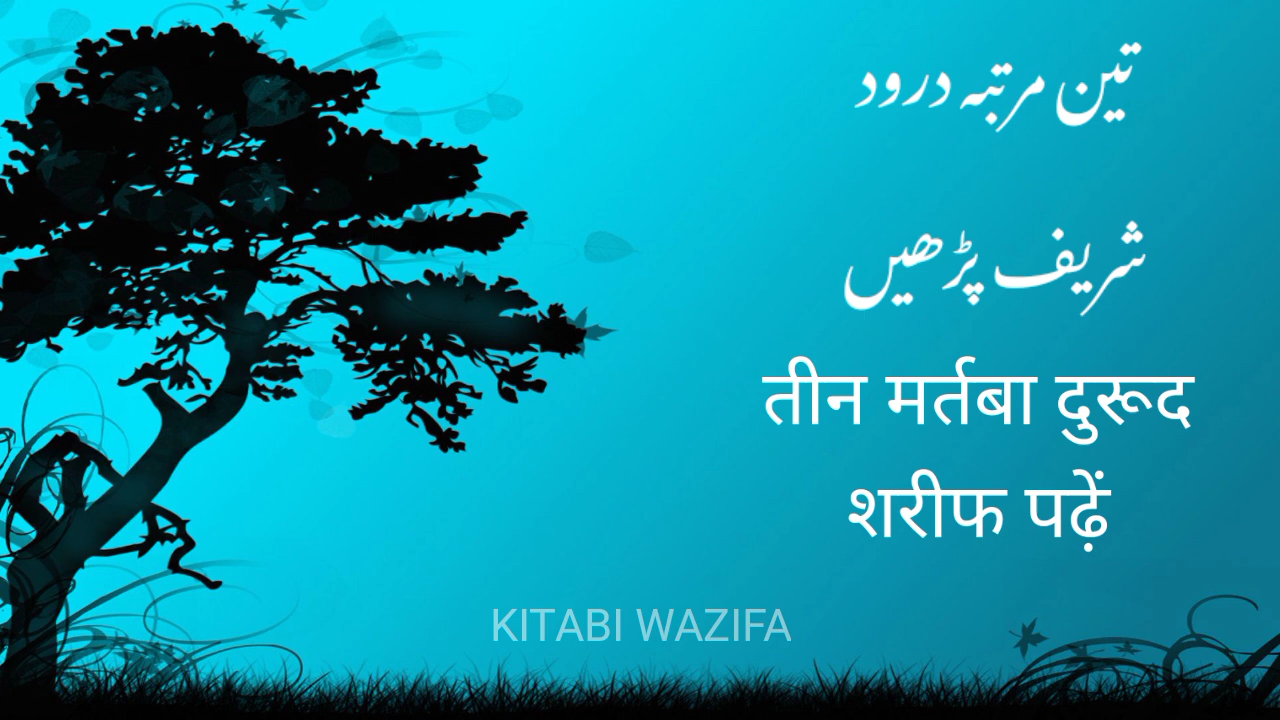 تین مرتبہ درود
شریف پڑھیں
तीन मर्तबा दुरूद
शरीफ पढ़ें
KITABI WAZIFA